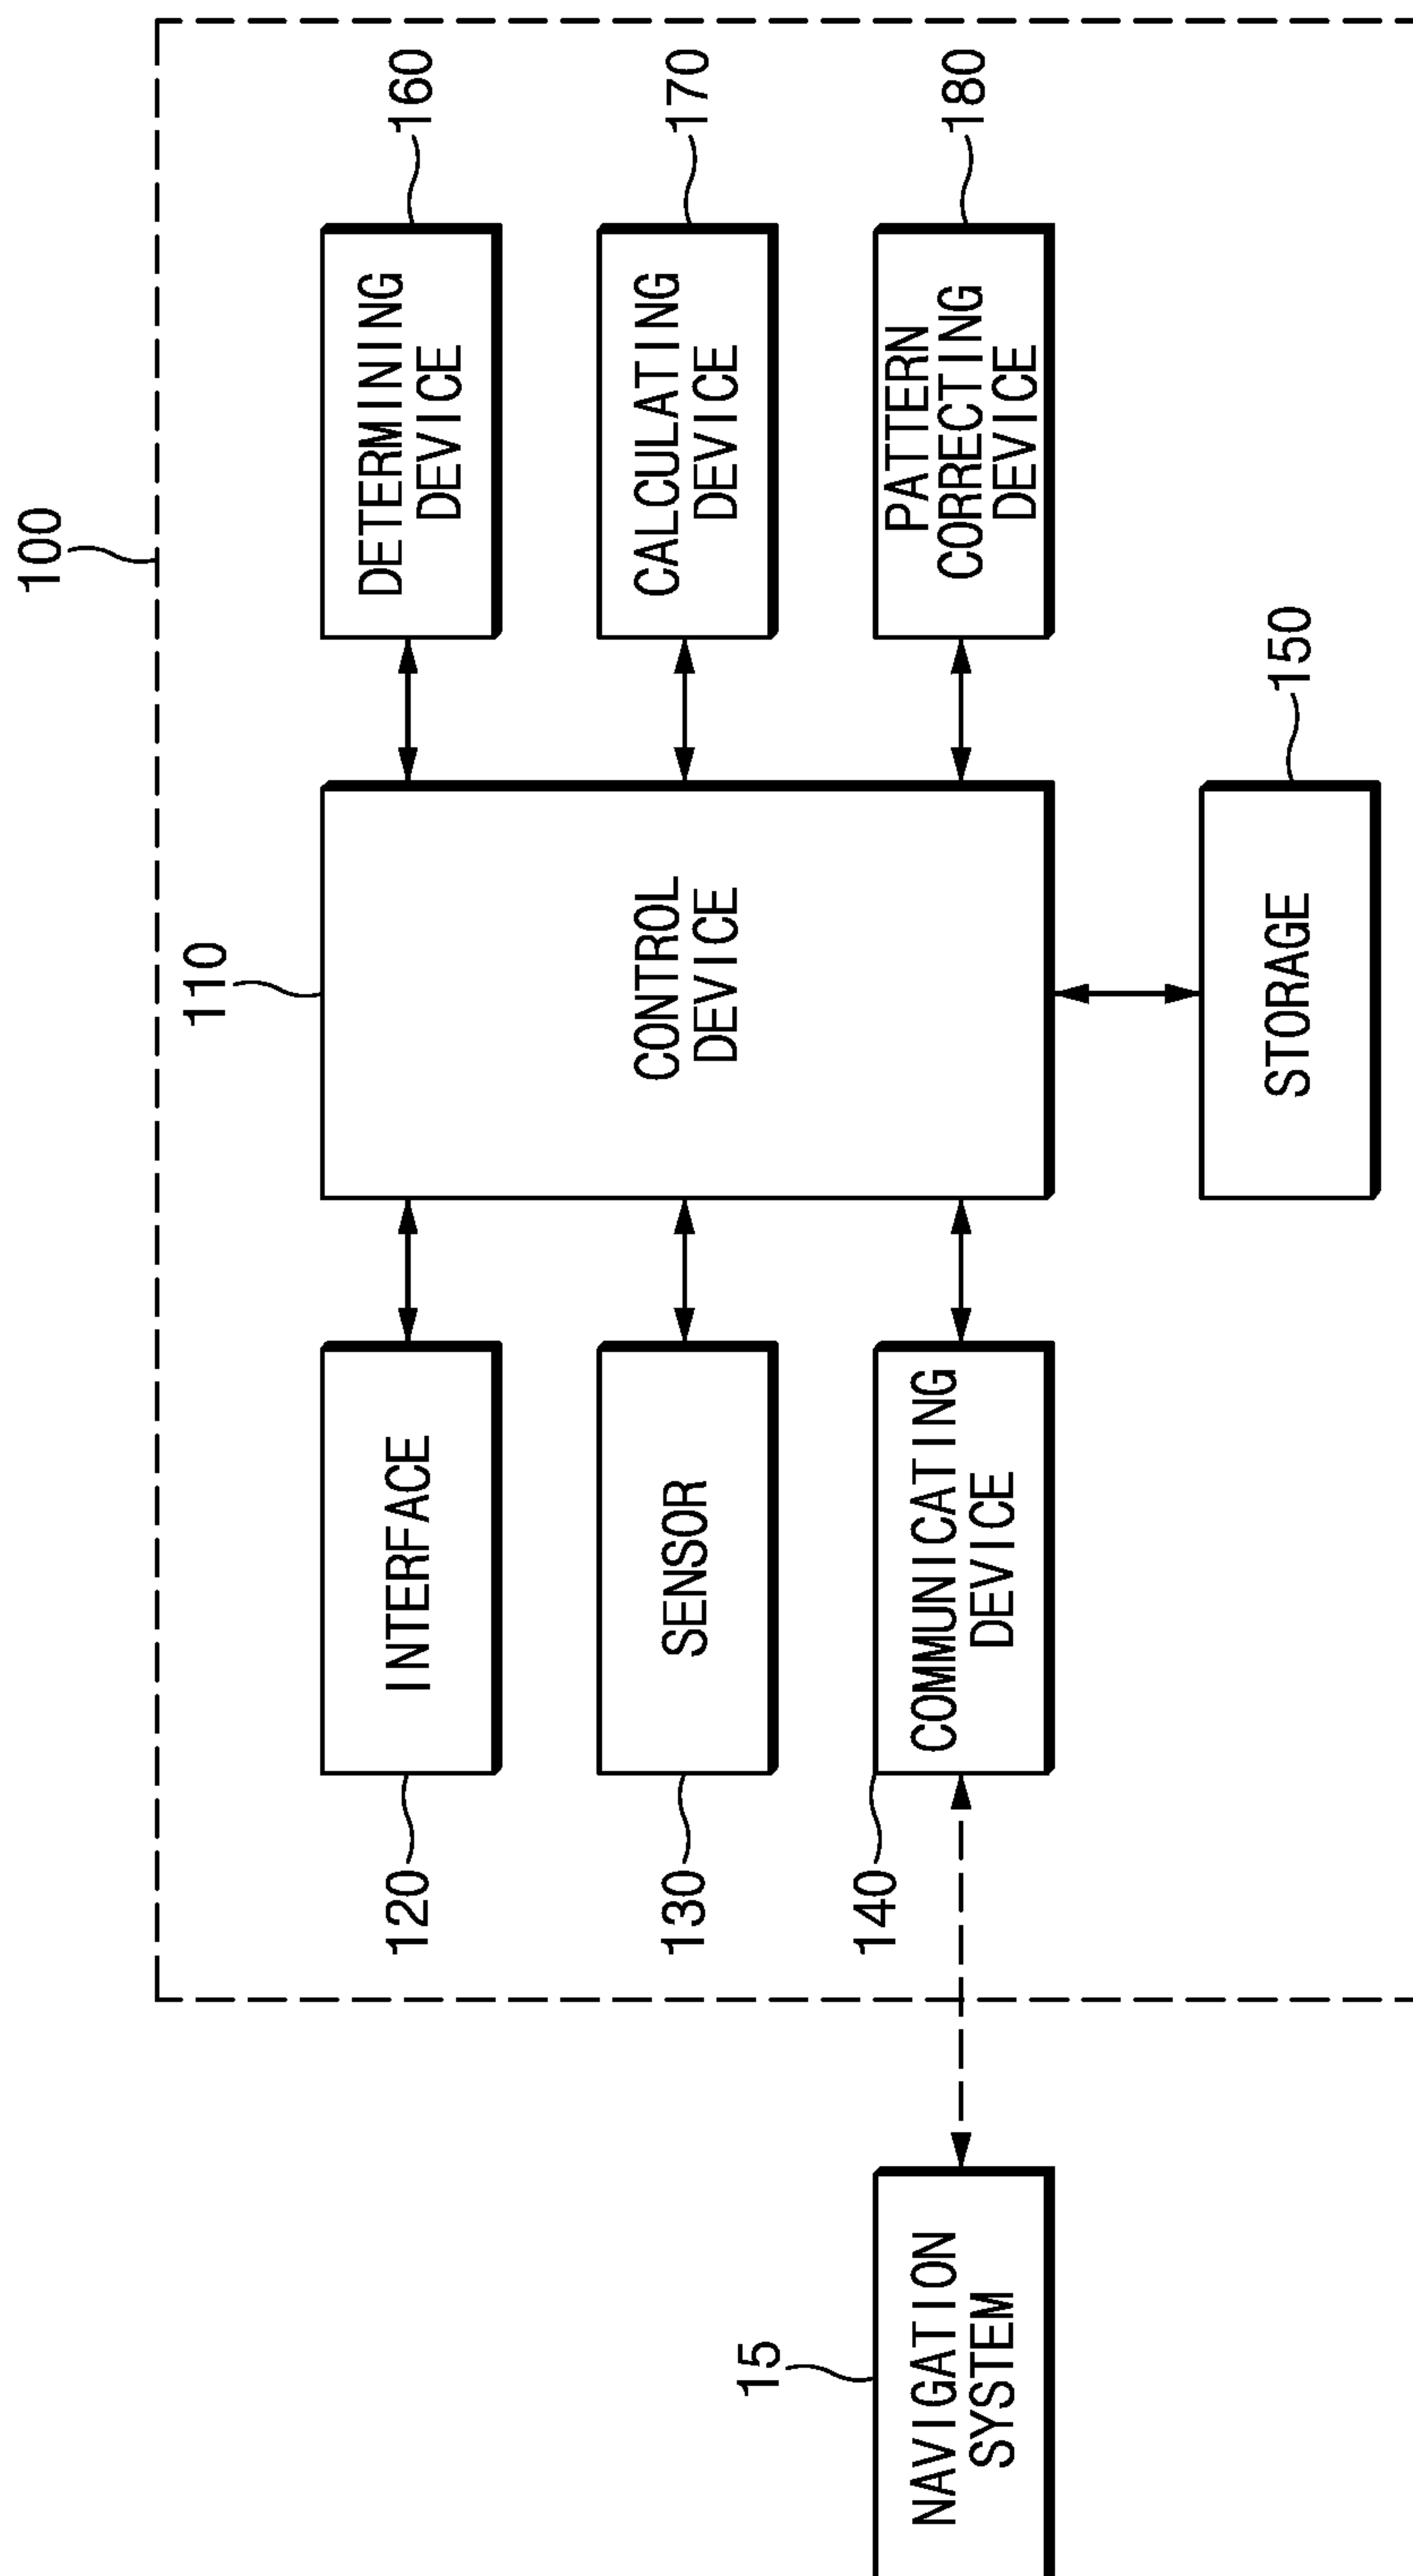 100
110
120
INTERFACE
130
SENSOR
140
COMMUNICATING
DEVICE
15
NAVIGATION
SYSTEM
CONTROL
DEVICE
DETERMINING
DEVICE
160
CALCULATING
DEVICE
170
PATTERN
CORRECTING
DEVICE
180
STORAGE
150